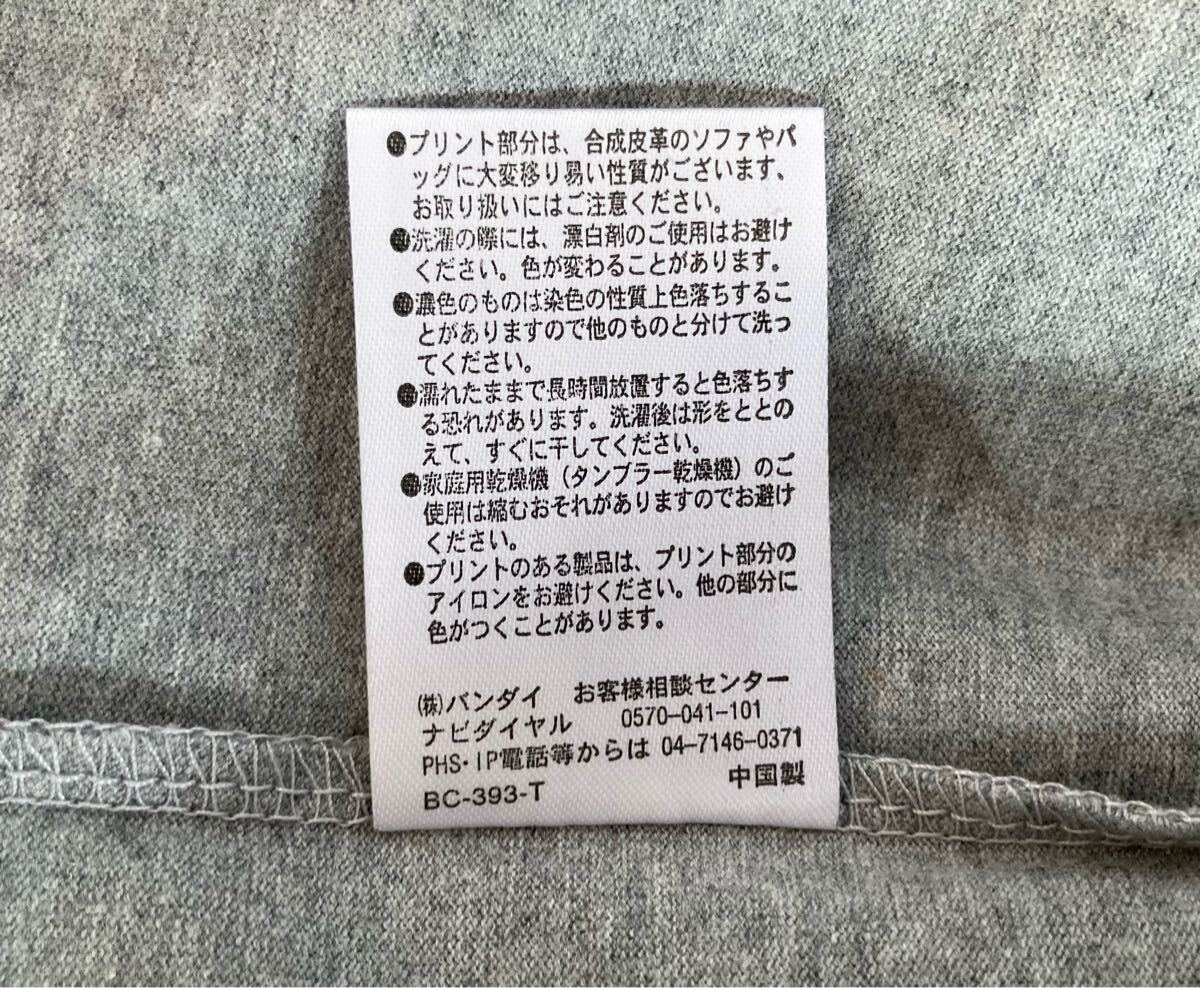 ●プリント部分は、合成皮革のソファやバ
ッグに大変移り易い性質がございます、
お取り扱いにはご注意ください。
●洗濯の際には、漂白剤のご使用はお避け
ください。色が変わることがあります。
●濃色のものは染色の性質上色落ちするこ
とがありますので他のものと分けて洗っ
てください。
●濡れたままで長時間放置すると色落ちす
る恐れがあります。洗濯後は形をととの
えて、すぐに干してください。
●家庭用乾燥機（タンブラー乾燥機）のご
使用は縮むおそれがありますのでお避け
ください。
●プリントのある製品は、プリント部分の
アイロンをお避けください。他の部分に
色がつくことがあります。
㈱バンダイ お客様相談センター
ナビダイヤル 0570-041-101
PHS・IP電話等からは 04-7146-0371
BC-393-T 中国製